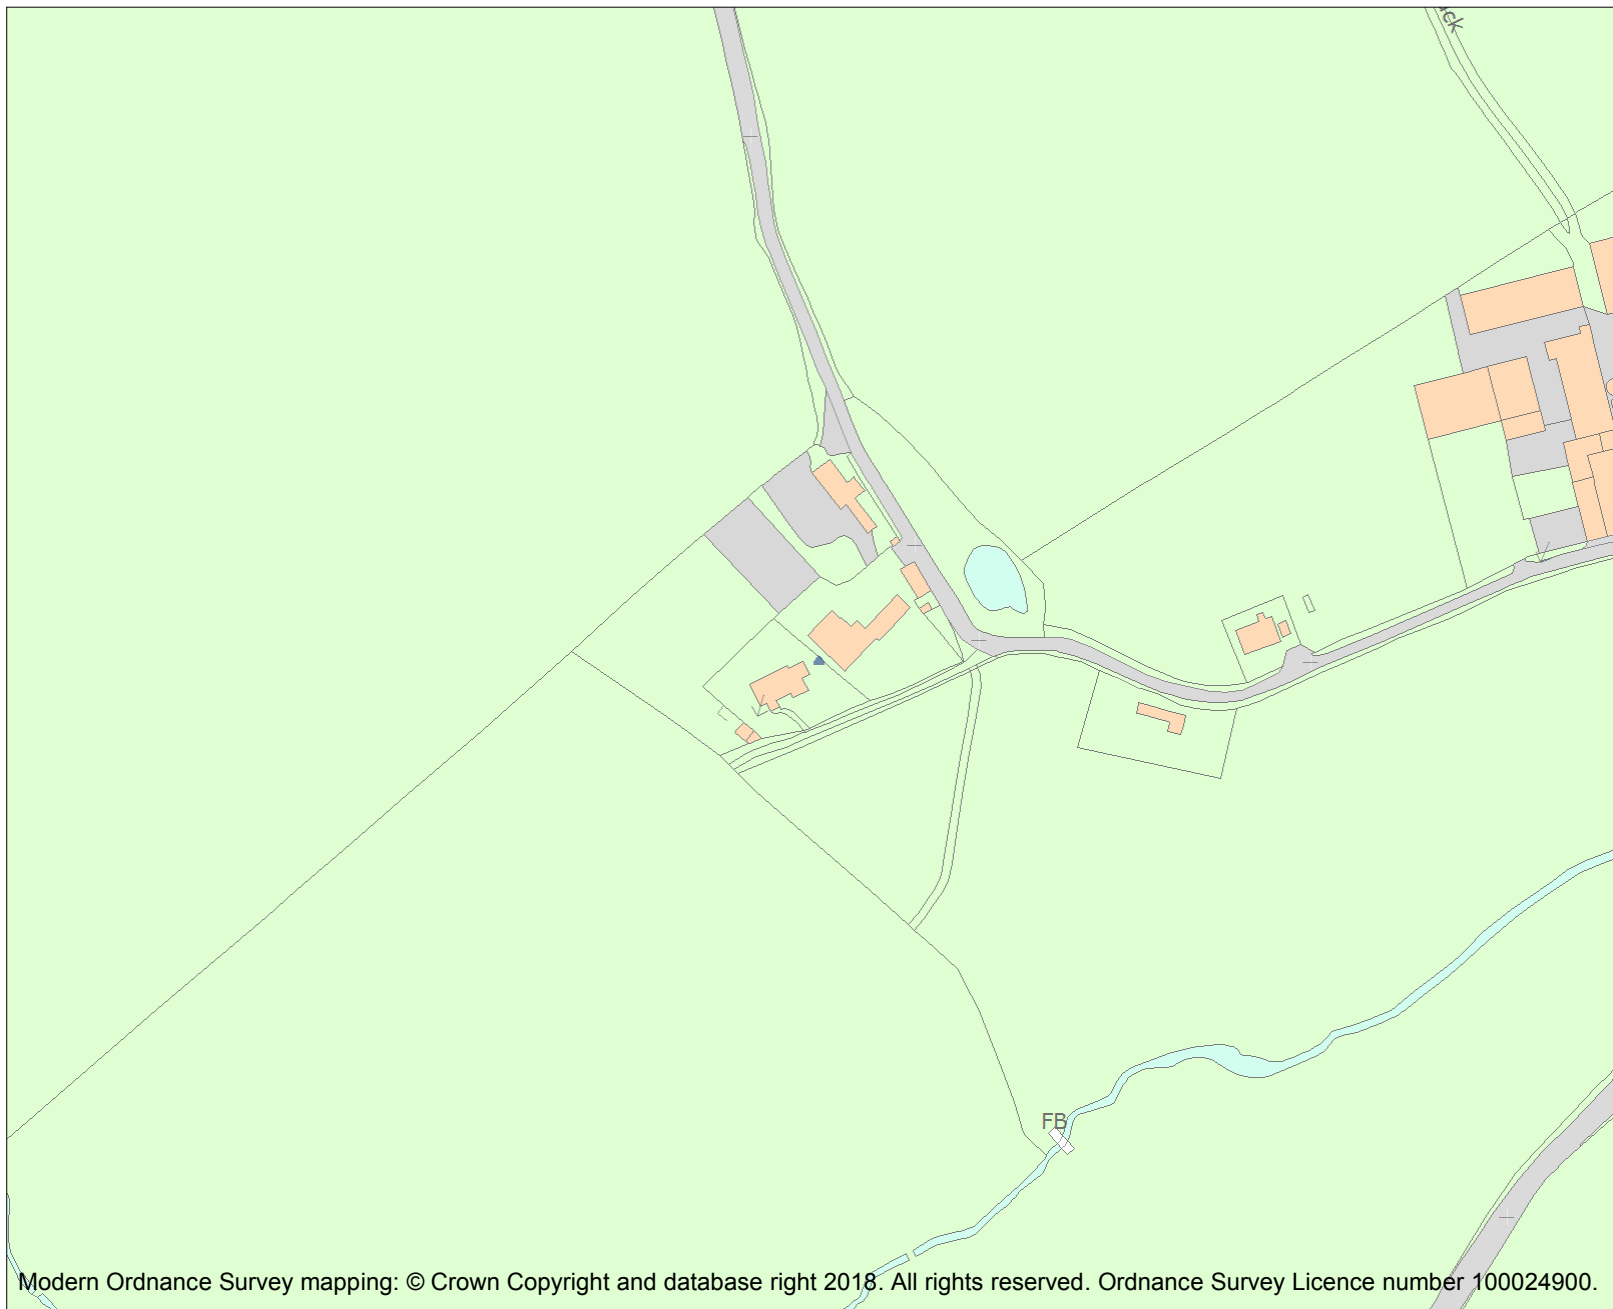 FB
Modern Ordnance Survey mapping: © Crown Copyright and database right 2018. All rights reserved. Ordnance Survey Licence number 100024900.